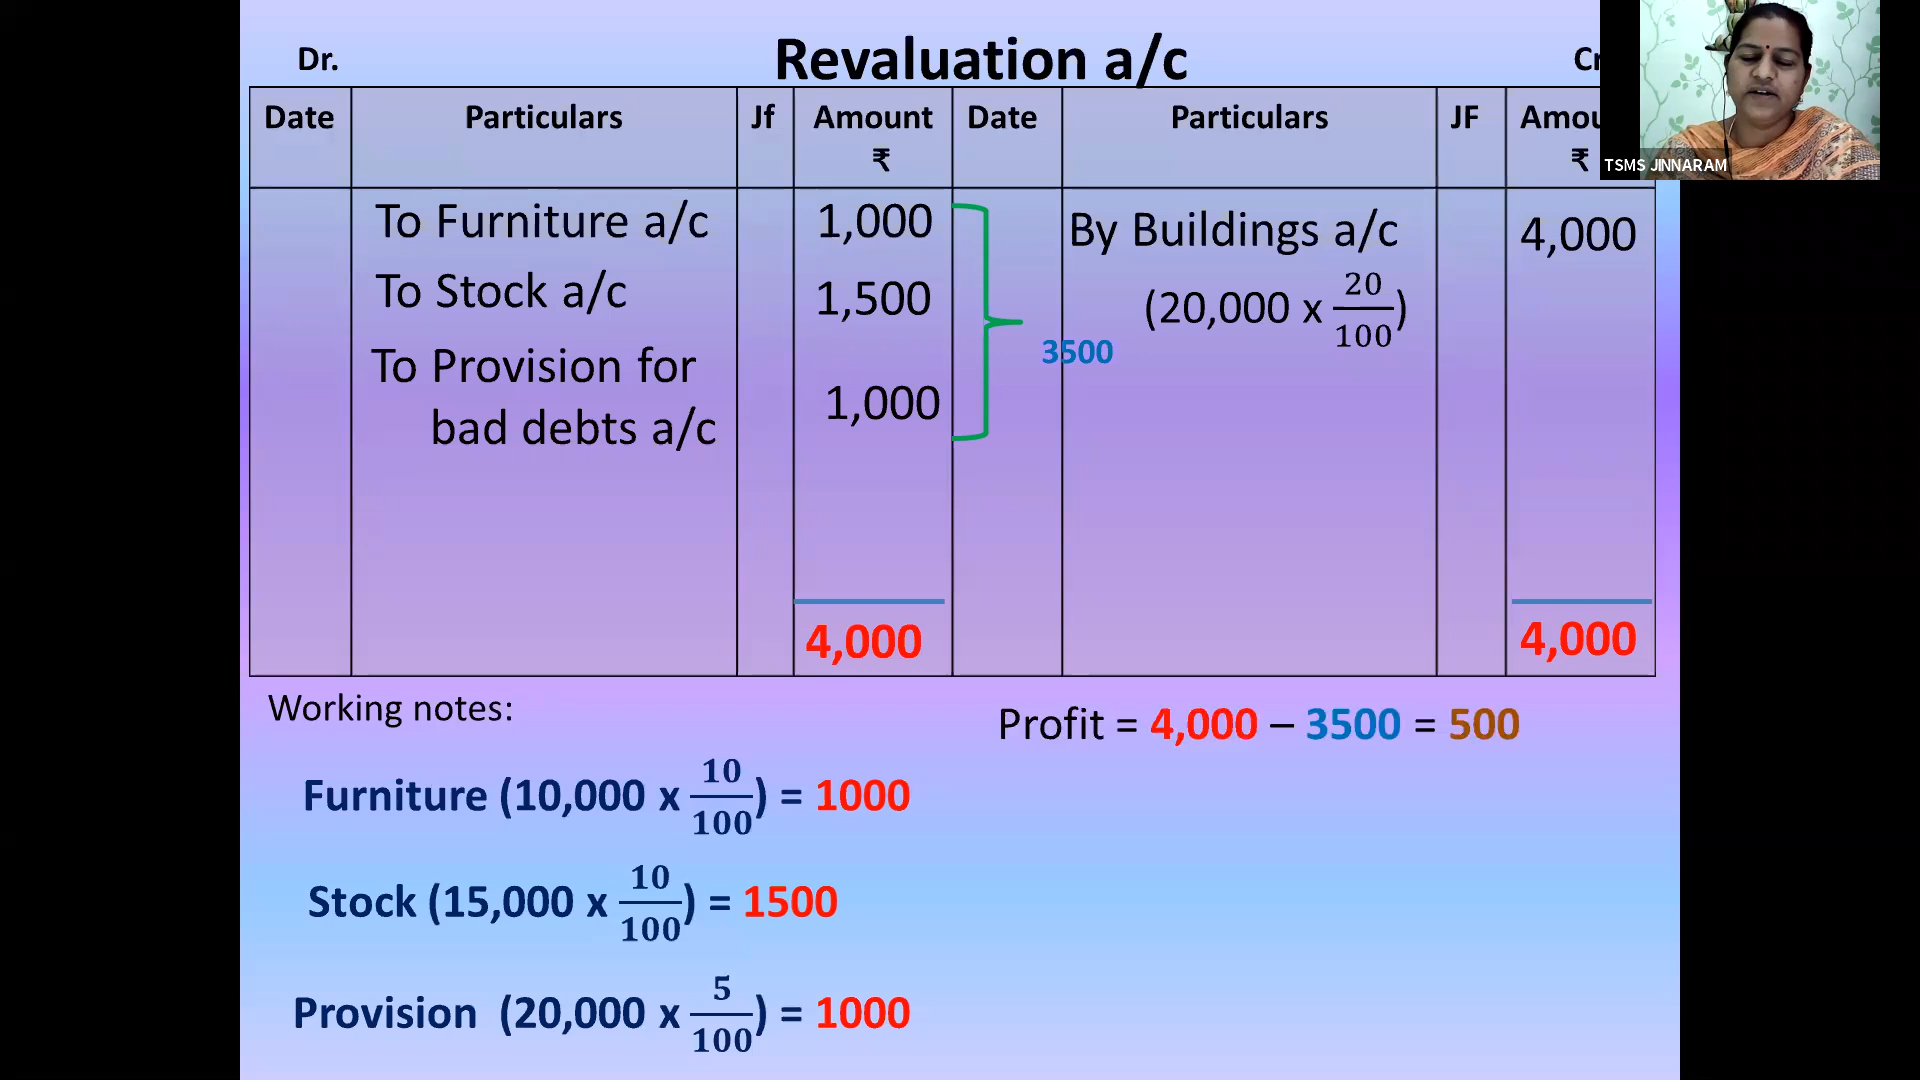 Dr. Revaluation a/c Cr
Date Particulars Jf Amount ₹ Date Particulars JF Amou ₹
TSMS JINNARAM
To Furniture a/c 1,000 By Buildings a/c 4,000
To Stock a/c 1,500 (20,000 x 20/100)
3500
To Provision for
bad debts a/c 1,000
4,000 4,000
Working notes:
Profit = 4,000 – 3500 = 500
Furniture (10,000 x 10/100) = 1000
Stock (15,000 x 10/100) = 1500
Provision (20,000 x 5/100) = 1000